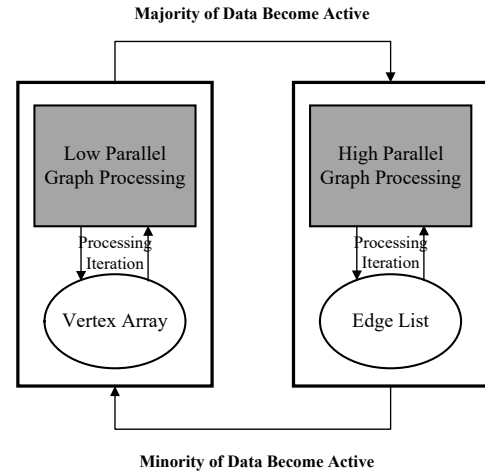 Majority of Data Become Active
Low Parallel
Graph Processing
Processing
Iteration
Vertex Array
High Parallel
Graph Processing
Processing
Iteration
Edge List
Minority of Data Become Active